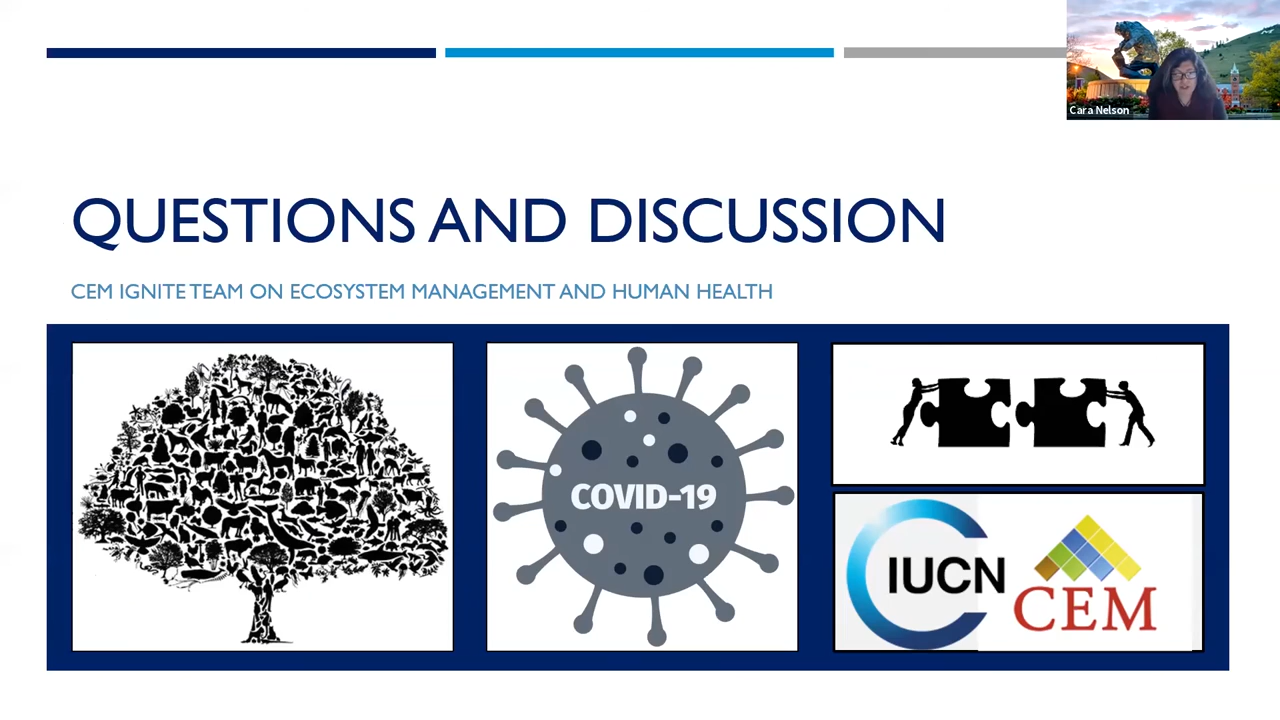 Cara Nelson
QUESTIONS AND DISCUSSION
CEM IGNITE TEAM ON ECOSYSTEM MANAGEMENT AND HUMAN HEALTH
COVID-19
IUCN
CEM